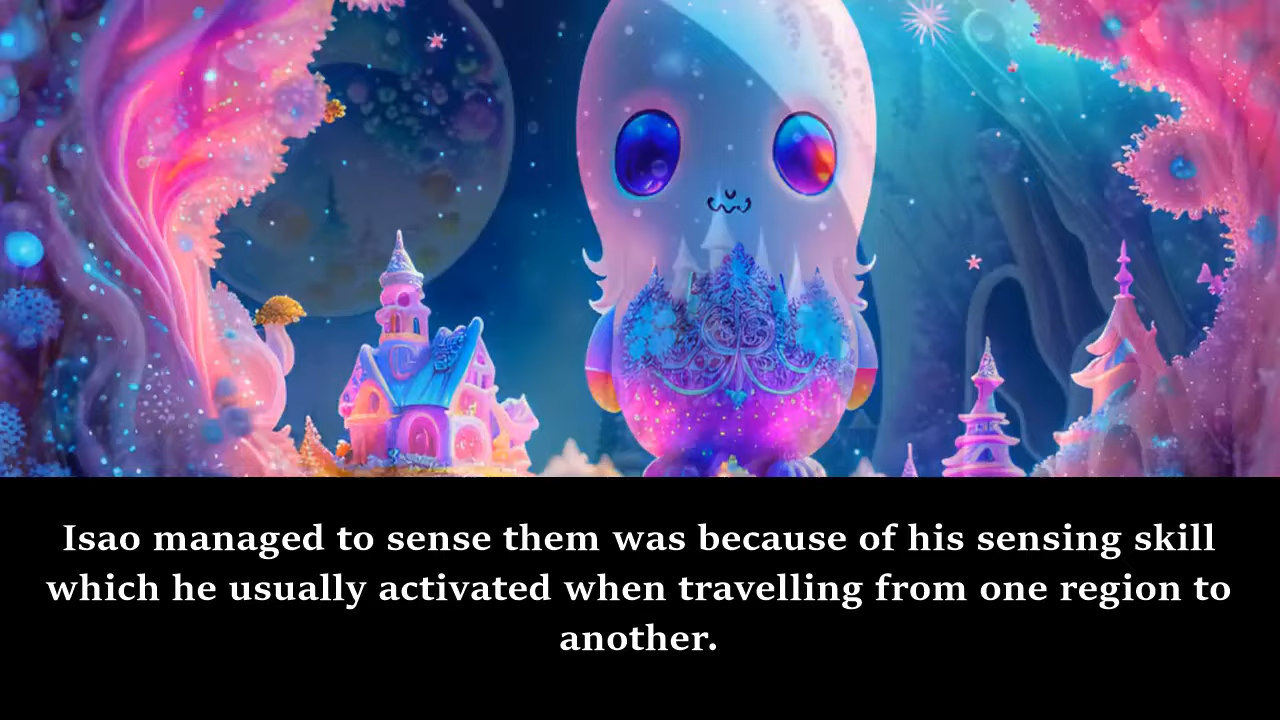 Isao managed to sense them was because of his sensing skill
which he usually activated when travelling from one region to
another.